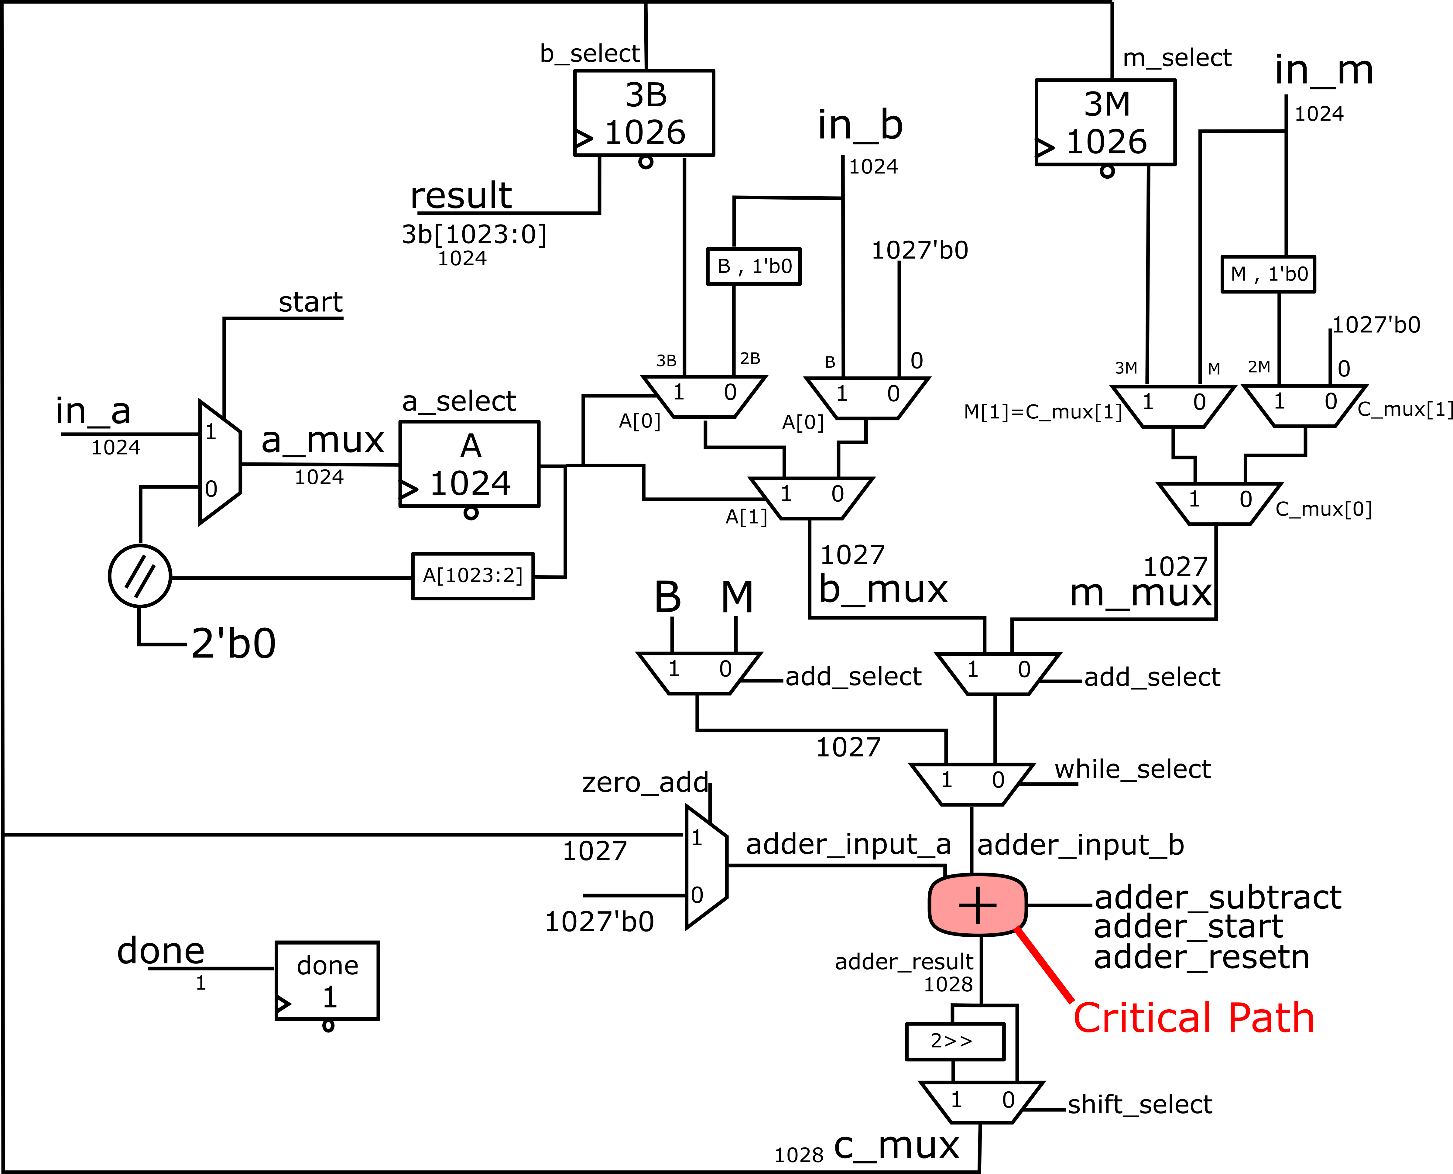 b_select
m_select
in_m
1024
3B
1026
3M
1026
in_b
1024
result
3b[1023:0]
1024
B , 1'b0
1027'b0
M , 1'b0
start
1027'b0
3B
2B
B
0
3M
M
2M
0
1
0
1
0
1
0
1
0
in_a
1024
1
0
a_mux
1024
a_select
A
1024
A[0]
A[0]
M[1]=C_mux[1]
C_mux[1]
1
0
A[1]
1
0
C_mux[0]
A[1023:2]
2'b0
1027
b_mux
1027
m_mux
B
M
1
0
add_select
1
0
add_select
1027
1
0
while_select
zero_add
1027
1
0
1027'b0
adder_input_a
adder_input_b
+
adder_subtract
adder_start
adder_resetn
done
1
done
1
adder_result
1028
Critical Path
2>>
1
0
shift_select
1028
c_mux